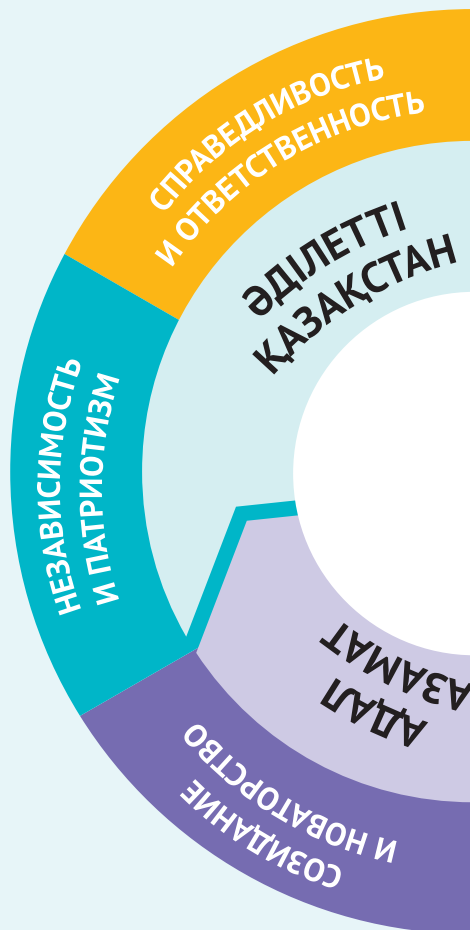 СПРАВЕДЛИВОСТЬ
И ОТВЕТСТВЕННОСТЬ
ӘДІЛЕТТІ
ҚАЗАҚСТАН
НЕЗАВИСИМОСТЬ
И ПАТРИОТИЗМ
АДАЛ
АЗАМАТ
СОЗИДАНИЕ
И НОВАТОРСТВО